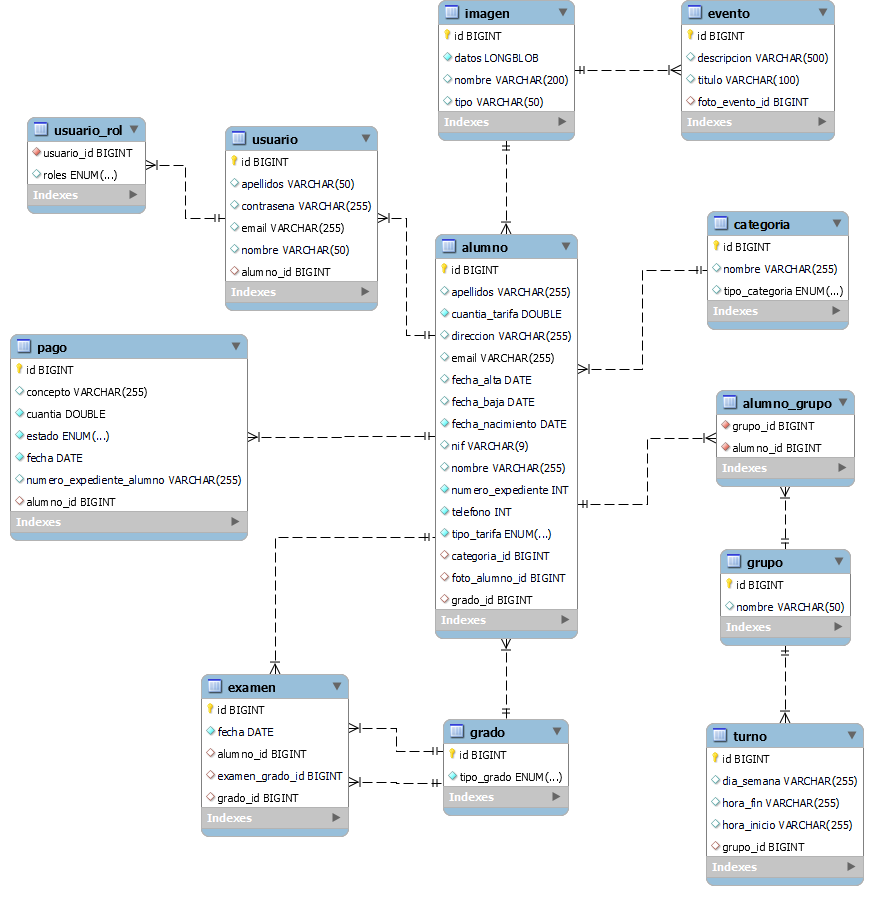 imagen
id BIGINT
datos LONGBLOB
nombre VARCHAR(200)
tipo VARCHAR(50)
Indexes
evento
id BIGINT
descripcion VARCHAR(500)
titulo VARCHAR(100)
foto_evento_id BIGINT
Indexes
usuario_rol
usuario_id BIGINT
roles ENUM(...)
Indexes
usuario
id BIGINT
apellidos VARCHAR(50)
contrasena VARCHAR(255)
email VARCHAR(255)
nombre VARCHAR(50)
alumno_id BIGINT
Indexes
categoria
id BIGINT
nombre VARCHAR(255)
tipo_categoria ENUM(...)
Indexes
alumno
id BIGINT
apellidos VARCHAR(255)
cuantia_tarifa DOUBLE
direccion VARCHAR(255)
email VARCHAR(255)
fecha_alta DATE
fecha_baja DATE
fecha_nacimiento DATE
nif VARCHAR(9)
nombre VARCHAR(255)
numero_expediente INT
telefono INT
tipo_tarifa ENUM(...)
categoria_id BIGINT
foto_alumno_id BIGINT
grado_id BIGINT
Indexes
pago
id BIGINT
concepto VARCHAR(255)
cuantia DOUBLE
estado ENUM(...)
fecha DATE
numero_expediente_alumno VARCHAR(255)
alumno_id BIGINT
Indexes
alumno_grupo
grupo_id BIGINT
alumno_id BIGINT
Indexes
grupo
id BIGINT
nombre VARCHAR(50)
Indexes
examen
id BIGINT
fecha DATE
alumno_id BIGINT
examen_grado_id BIGINT
grado_id BIGINT
Indexes
grado
id BIGINT
tipo_grado ENUM(...)
Indexes
turno
id BIGINT
dia_semana VARCHAR(255)
hora_fin VARCHAR(255)
hora_inicio VARCHAR(255)
grupo_id BIGINT
Indexes